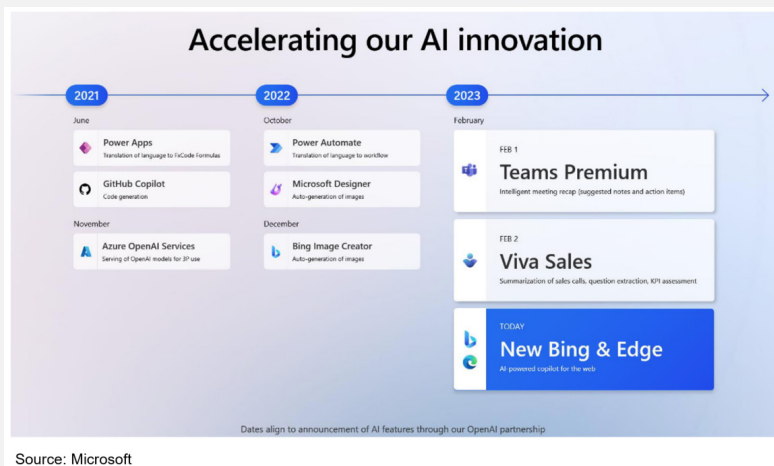 Accelerating our AI innovation
2021
June
Power Apps
Translation of language to FxCode Formulas
GitHub Copilot
Code generation
November
Azure OpenAI Services
Serving of OpenAI models for 3P use
2022
October
Power Automate
Translation of language to workflow
Microsoft Designer
Auto-generation of images
December
Bing Image Creator
Auto-generation of images
2023
February
FEB 1
Teams Premium
Intelligent meeting recap (suggested notes and action items)
FEB 2
Viva Sales
Summarization of sales calls, question extraction, KPI assessment
TODAY
New Bing & Edge
AI-powered copilot for the web
Dates align to announcement of AI features through our OpenAI partnership
Source: Microsoft